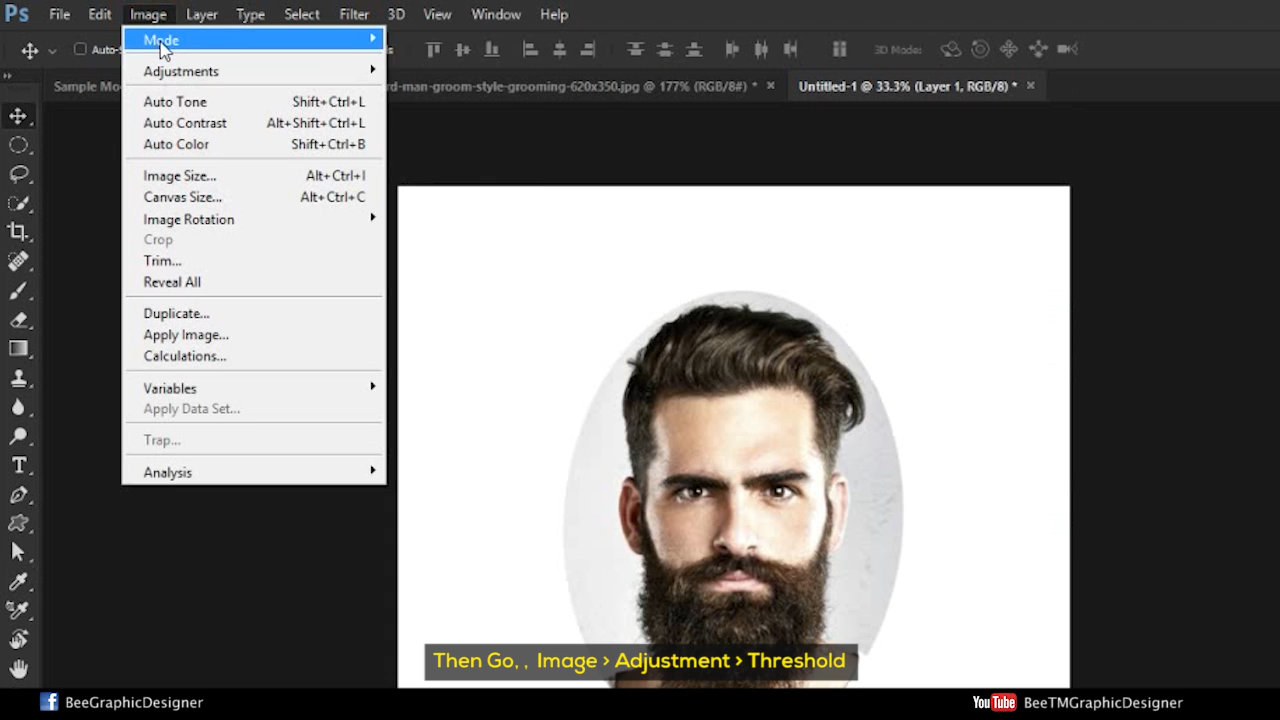 Ps File Edit Image Layer Type Select Filter 3D View Window Help
Mode
Auto-S
3D Mode:
Sample Mo
rd-man-groom-style-grooming-620x350.jpg @ 177% (RGB/8#) * ×
Untitled-1 @ 33.3% (Layer 1, RGB/8) * ×
Adjustments
Auto Tone Shift+Ctrl+L
Auto Contrast Alt+Shift+Ctrl+L
Auto Color Shift+Ctrl+B
Image Size... Alt+Ctrl+I
Canvas Size... Alt+Ctrl+C
Image Rotation
Crop
Trim...
Reveal All
Duplicate...
Apply Image...
Calculations...
Variables
Apply Data Set...
Trap...
Analysis
Then Go, , Image > Adjustment > Threshold
f BeeGraphicDesigner
YouTube BeeTMGraphicDesigner